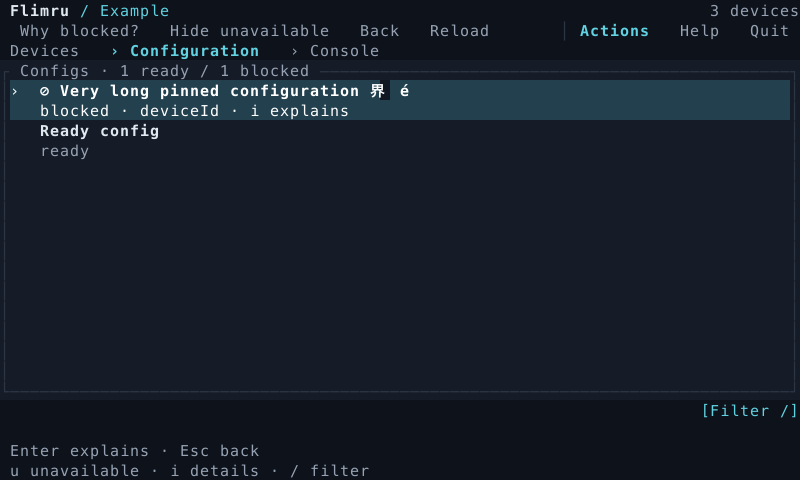 Flimru / Example 3 devices
Why blocked? Hide unavailable Back Reload │ Actions Help Quit
Devices › Configuration › Console
Configs · 1 ready / 1 blocked
› ⊘ Very long pinned configuration 界 é
blocked · deviceId · i explains
Ready config
ready
[Filter /]
Enter explains · Esc back
u unavailable · i details · / filter